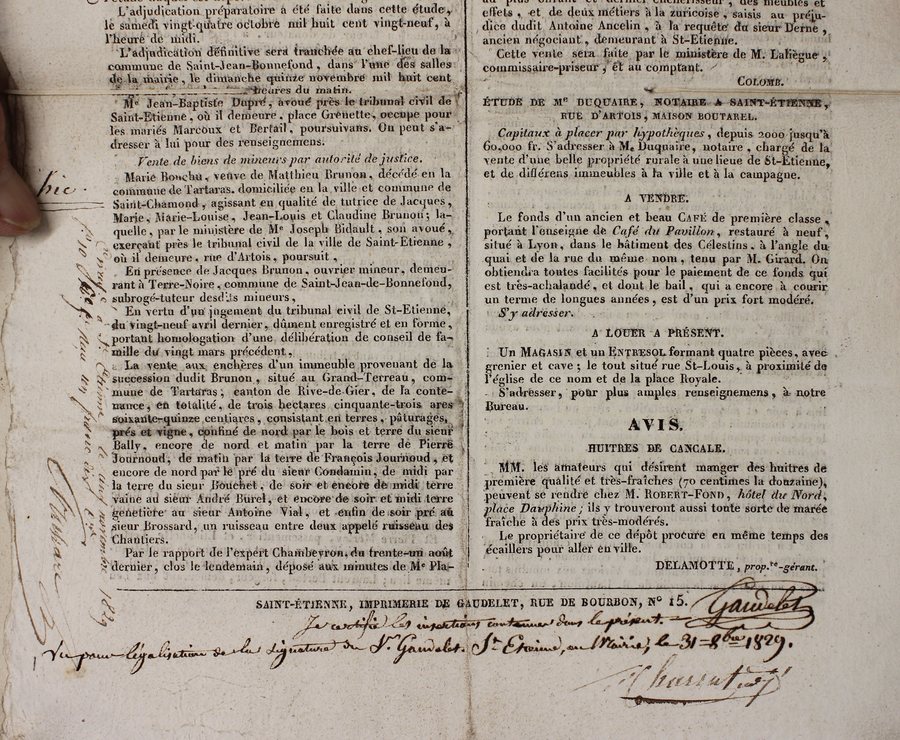 L'adjudication préparatoire a été faite dans cette étude,
le samedi vingt-quatre octobre mil huit cent vingt-neuf, à
l'heure de midi.
L'adjudication définitive sera tranchée au chef-lieu de la
commune de Saint-Jean-Bonnefond, dans l'une des salles
de la mairie, le dimanche quinze novembre mil huit cent
heures du matin.
Me Jean-Baptiste Dupré, avoué près le tribunal civil de
Saint-Etienne, où il demeure, place Grenette, occupe pour
les mariés Marcoux et Bertail, poursuivans. On peut s'a-
dresser à lui pour des renseignemens.
Vente de biens de mineurs par autorité de justice.
Marie Bouchu, veuve de Matthieu Brunon, décédé en la
commune de Tartaras, domiciliée en la ville et commune de
Saint-Chamond, agissant en qualité de tutrice de Jacques,
Marie, Marie-Louise, Jean-Louis et Claudine Brunon; la-
quelle, par le ministère de Me Joseph Bidault, son avoué,
exerçant près le tribunal civil de la ville de Saint-Etienne,
où il demeure, rue d'Artois, poursuit,
En présence de Jacques Brunon, ouvrier mineur, demeu-
rant à Terre-Noire, commune de Saint-Jean-de-Bonnefond,
subrogé-tuteur desdits mineurs,
En vertu d'un jugement du tribunal civil de St-Etienne,
du vingt-neuf avril dernier, dûment enregistré et en forme,
portant homologation d'une délibération de conseil de fa-
mille du vingt mars précédent,
La vente aux enchères d'un immeuble provenant de la
succession dudit Brunon, situé au Grand-Terreau, com-
mune de Tartaras; canton de Rive-de-Gier, de la conte-
nance, en totalité, de trois hectares cinquante-trois ares
soixante-quinze centiares, consistant en terres, pâturages,
prés et vigne, confiné de nord par le bois et terre du sieur
Bally, encore de nord et matin par la terre de Pierre
Journoud, de matin par la terre de François Journoud, et
encore de nord par le pré du sieur Condamin, de midi par
la terre du sieur Bouchet, de soir et encore de midi terre
vaine au sieur André Burel, et encore de soir et midi terre
genetière au sieur Antoine Vial, et enfin de soir pré au
sieur Brossard, un ruisseau entre deux appelé ruisseau des
Chantiers.
Par le rapport de l'expert Chambeyron, du trente-un août
dernier, clos le lendemain, déposé aux minutes de Me Pla-
effets, et de deux métiers à la zuricoise, saisis au préju-
dice dudit Antoine Ancelin, à la requête du sieur Derne,
ancien négociant, demeurant à St-Etienne.
Cette vente sera faite par le ministère de M. Laliègue,
commissaire-priseur, et au comptant.
COLOMB.
ÉTUDE DE Me DUQUAIRE, NOTAIRE A SAINT-ÉTIENNE,
RUE D'ARTOIS, MAISON BOUTAREL.
Capitaux à placer par hypothèques, depuis 2000 jusqu'à
60,000 fr. S'adresser à Me Duquaire, notaire, chargé de la
vente d'une belle propriété rurale à une lieue de St-Etienne,
et de différens immeubles à la ville et à la campagne.
A VENDRE.
Le fonds d'un ancien et beau CAFÉ de première classe,
portant l'enseigne de Café du Pavillon, restauré à neuf,
situé à Lyon, dans le bâtiment des Célestins, à l'angle du
quai et de la rue du même nom, tenu par M. Girard. On
obtiendra toutes facilités pour le paiement de ce fonds qui
est très-achalandé, et dont le bail, qui a encore à courir
un terme de longues années, est d'un prix fort modéré.
S'y adresser.
A LOUER A PRÉSENT.
Un MAGASIN et un ENTRESOL formant quatre pièces, avec
grenier et cave; le tout situé rue St-Louis, à proximité de
l'église de ce nom et de la place Royale.
S'adresser, pour plus amples renseignemens, à notre
Bureau.
AVIS.
HUITRES DE CANCALE.
MM. les amateurs qui désirent manger des huitres de
première qualité et très-fraîches (70 centimes la douzaine),
peuvent se rendre chez M. ROBERT-FOND, hôtel du Nord,
place Dauphine; ils y trouveront aussi toute sorte de marée
fraîche à des prix très-modérés.
Le propriétaire de ce dépôt procure en même temps des
écaillers pour aller en ville.
DELAMOTTE, prop.re-gérant.
SAINT-ÉTIENNE, IMPRIMERIE DE GAUDELET, RUE DE BOURBON, No 15.
Gaudelet
Je certifie les insertions contenues dans le présent.
Vu pour légalisation de la signature du Sr. Gaudelet. St. Etienne, en Mairie, le 31 8bre 1829.